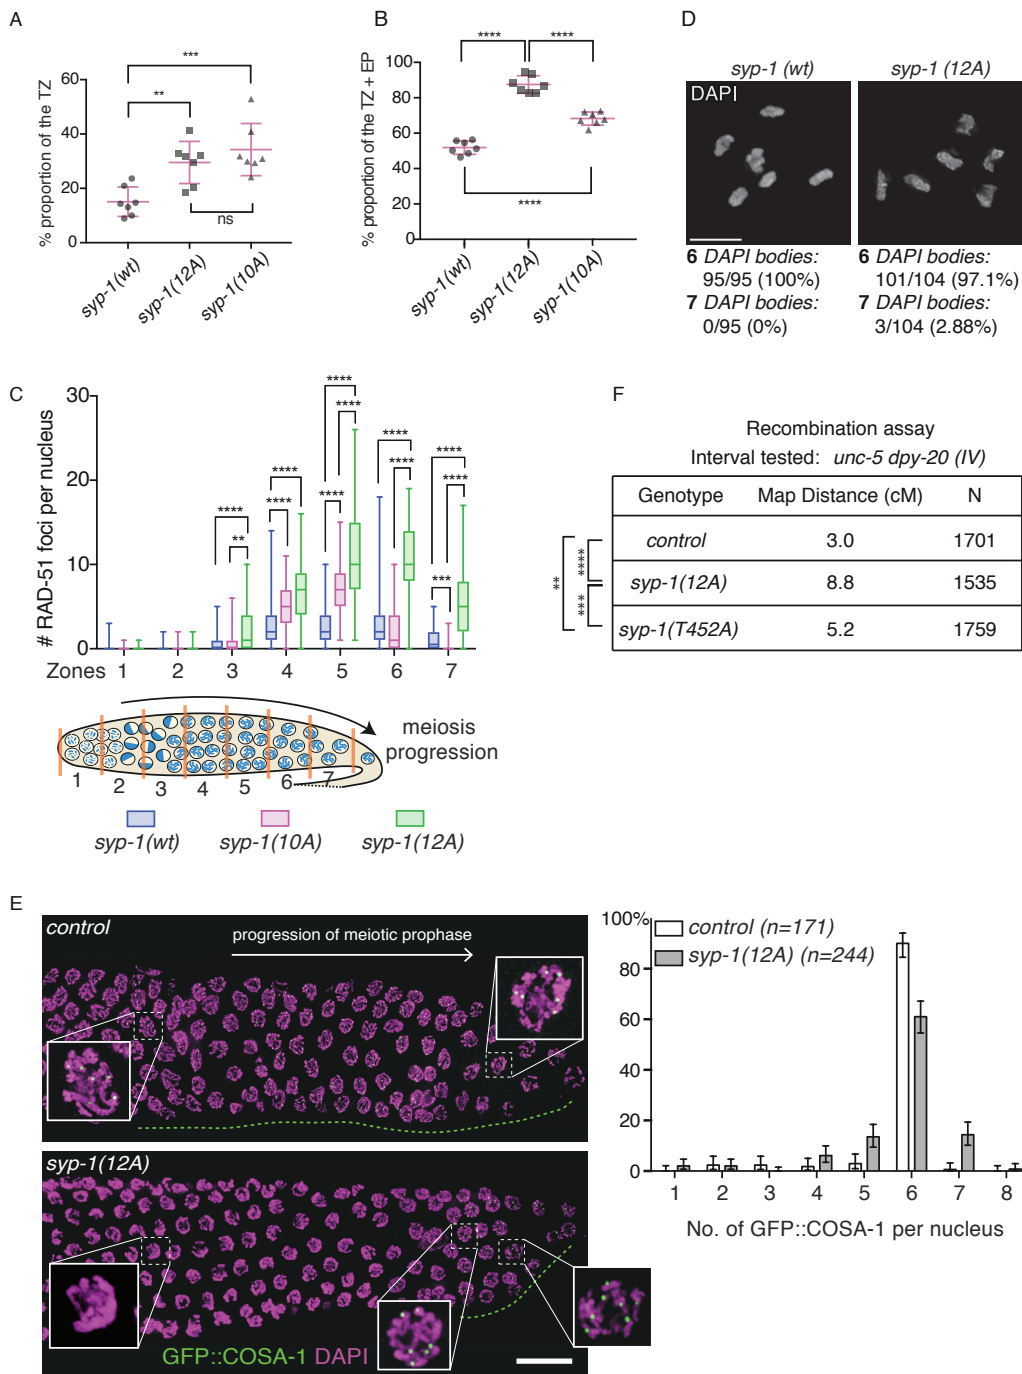 A
% proportion of the TZ
60
40
20
0
***
**
ns
syp-1(wt)
syp-1(12A)
syp-1(10A)
B
% proportion of the TZ + EP
100
80
60
40
20
0
****
****
****
syp-1(wt)
syp-1(12A)
syp-1(10A)
D
syp-1 (wt)
syp-1 (12A)
DAPI
6 DAPI bodies:
95/95 (100%)
7 DAPI bodies:
0/95 (0%)
6 DAPI bodies:
101/104 (97.1%)
7 DAPI bodies:
3/104 (2.88%)
C
# RAD-51 foci per nucleus
30
20
10
0
****
**
****
****
****
****
****
****
****
****
****
***
Zones 1 2 3 4 5 6 7
meiosis
progression
1 2 3 4 5 6 7
syp-1(wt)
syp-1(10A)
syp-1(12A)
F
Recombination assay
Interval tested: unc-5 dpy-20 (IV)
Genotype Map Distance (cM) N
control 3.0 1701
syp-1(12A) 8.8 1535
syp-1(T452A) 5.2 1759
**
****
***
E
control
progression of meiotic prophase
syp-1(12A)
GFP::COSA-1 DAPI
100%
80
60
40
20
0
control (n=171)
syp-1(12A) (n=244)
1 2 3 4 5 6 7 8
No. of GFP::COSA-1 per nucleus